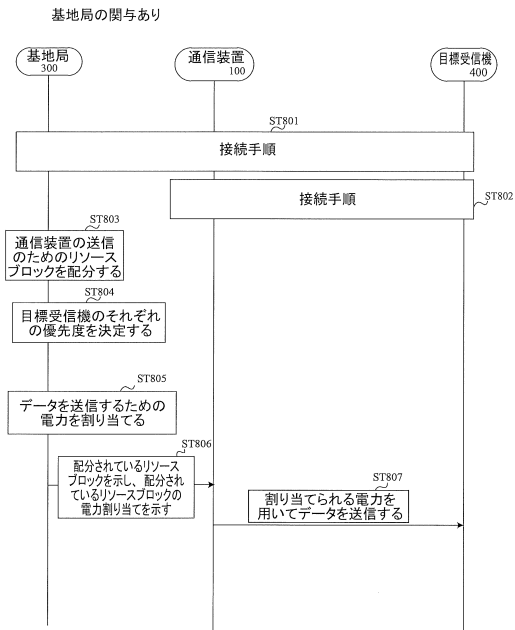 基地局の関与あり
基地局
300
通信装置
100
目標受信機
400
ST801
接続手順
ST802
接続手順
ST803
通信装置の送信
のためのリソース
ブロックを配分する
ST804
目標受信機のそれぞれ
の優先度を決定する
ST805
データを送信するための
電力を割り当てる
ST806
配分されているリソース
ブロックを示し、配分され
ているリソースブロックの
電力割り当てを示す
ST807
割り当てられる電力を
用いてデータを送信する